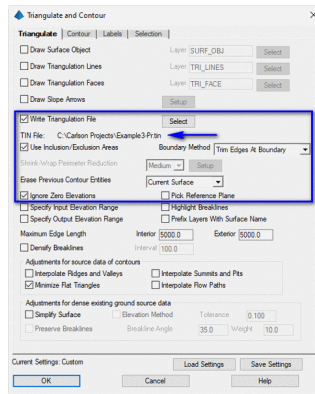 Triangulate and Contour
Triangulate Contour Labels Selection
Draw Surface Object Layer SURF_OBJ Select
Draw Triangulation Lines Layer TRI_LINES Select
Draw Triangulation Faces Layer TRI_FACE Select
Draw Slope Arrows Setup
Write Triangulation File Select
TIN File: C:\Carlson Projects\Example3-Pr.tin
Use Inclusion/Exclusion Areas Boundary Method Trim Edges At Boundary
Shrink-Wrap Perimeter Reduction Medium Setup
Erase Previous Contour Entities Current Surface
Ignore Zero Elevations Pick Reference Plane
Specify Input Elevation Range Highlight Breaklines
Specify Output Elevation Range Prefix Layers With Surface Name
Maximum Edge Length Interior 5000.0 Exterior 5000.0
Densify Breaklines Interval 100.0
Adjustments for source data of contours
Interpolate Ridges and Valleys Interpolate Summits and Pits
Minimize Flat Triangles Interpolate Flow Paths
Adjustments for dense existing ground source data
Simplify Surface Elevation Method Tolerance 0.100
Preserve Breaklines Breakline Angle 35.0 Weight 10.0
Current Settings: Custom Load Settings Save Settings
OK Cancel Help